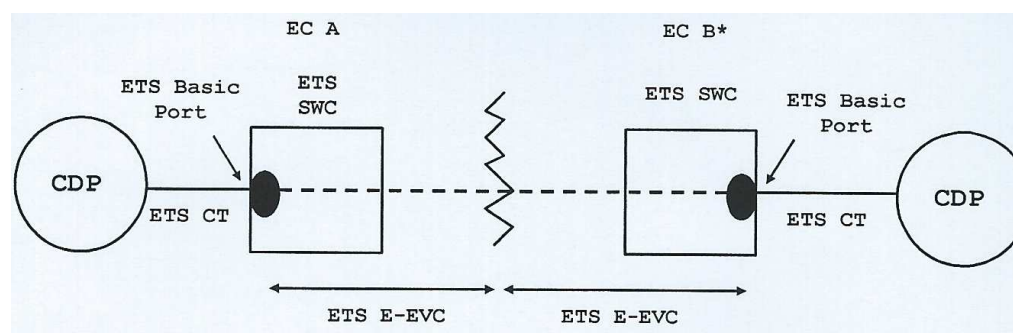 EC A
EC B*
ETS Basic
Port
ETS
SWC
ETS SWC
ETS Basic
Port
CDP
ETS CT
ETS CT
CDP
ETS E-EVC
ETS E-EVC